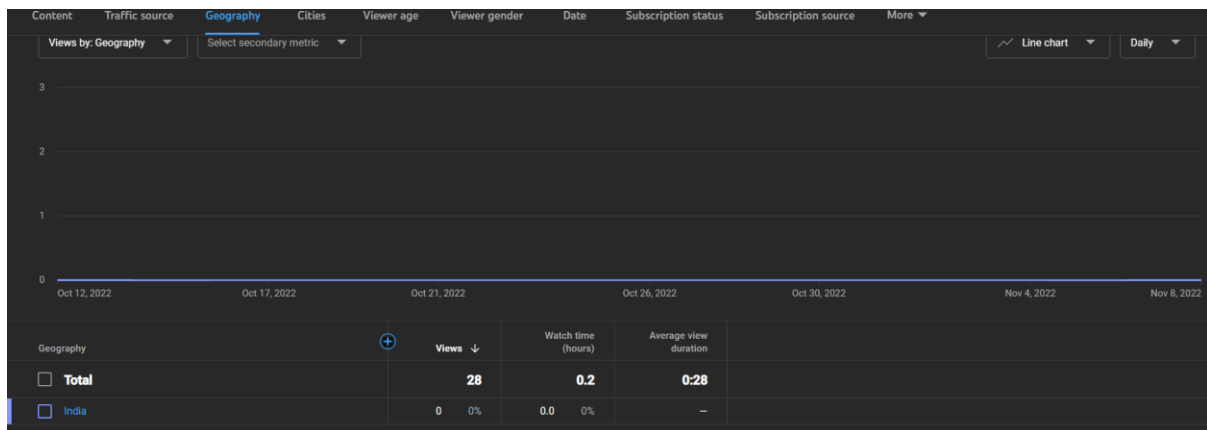 Content Traffic source Geography Cities Viewer age Viewer gender Date Subscription status Subscription source More
Views by: Geography Select secondary metric Line chart Daily
3
2
1
0
Oct 12, 2022 Oct 17, 2022 Oct 21, 2022 Oct 26, 2022 Oct 30, 2022 Nov 4, 2022 Nov 8, 2022
Geography Views Watch time (hours) Average view duration
Total 28 0.2 0:28
India 0 0% 0.0 0% –